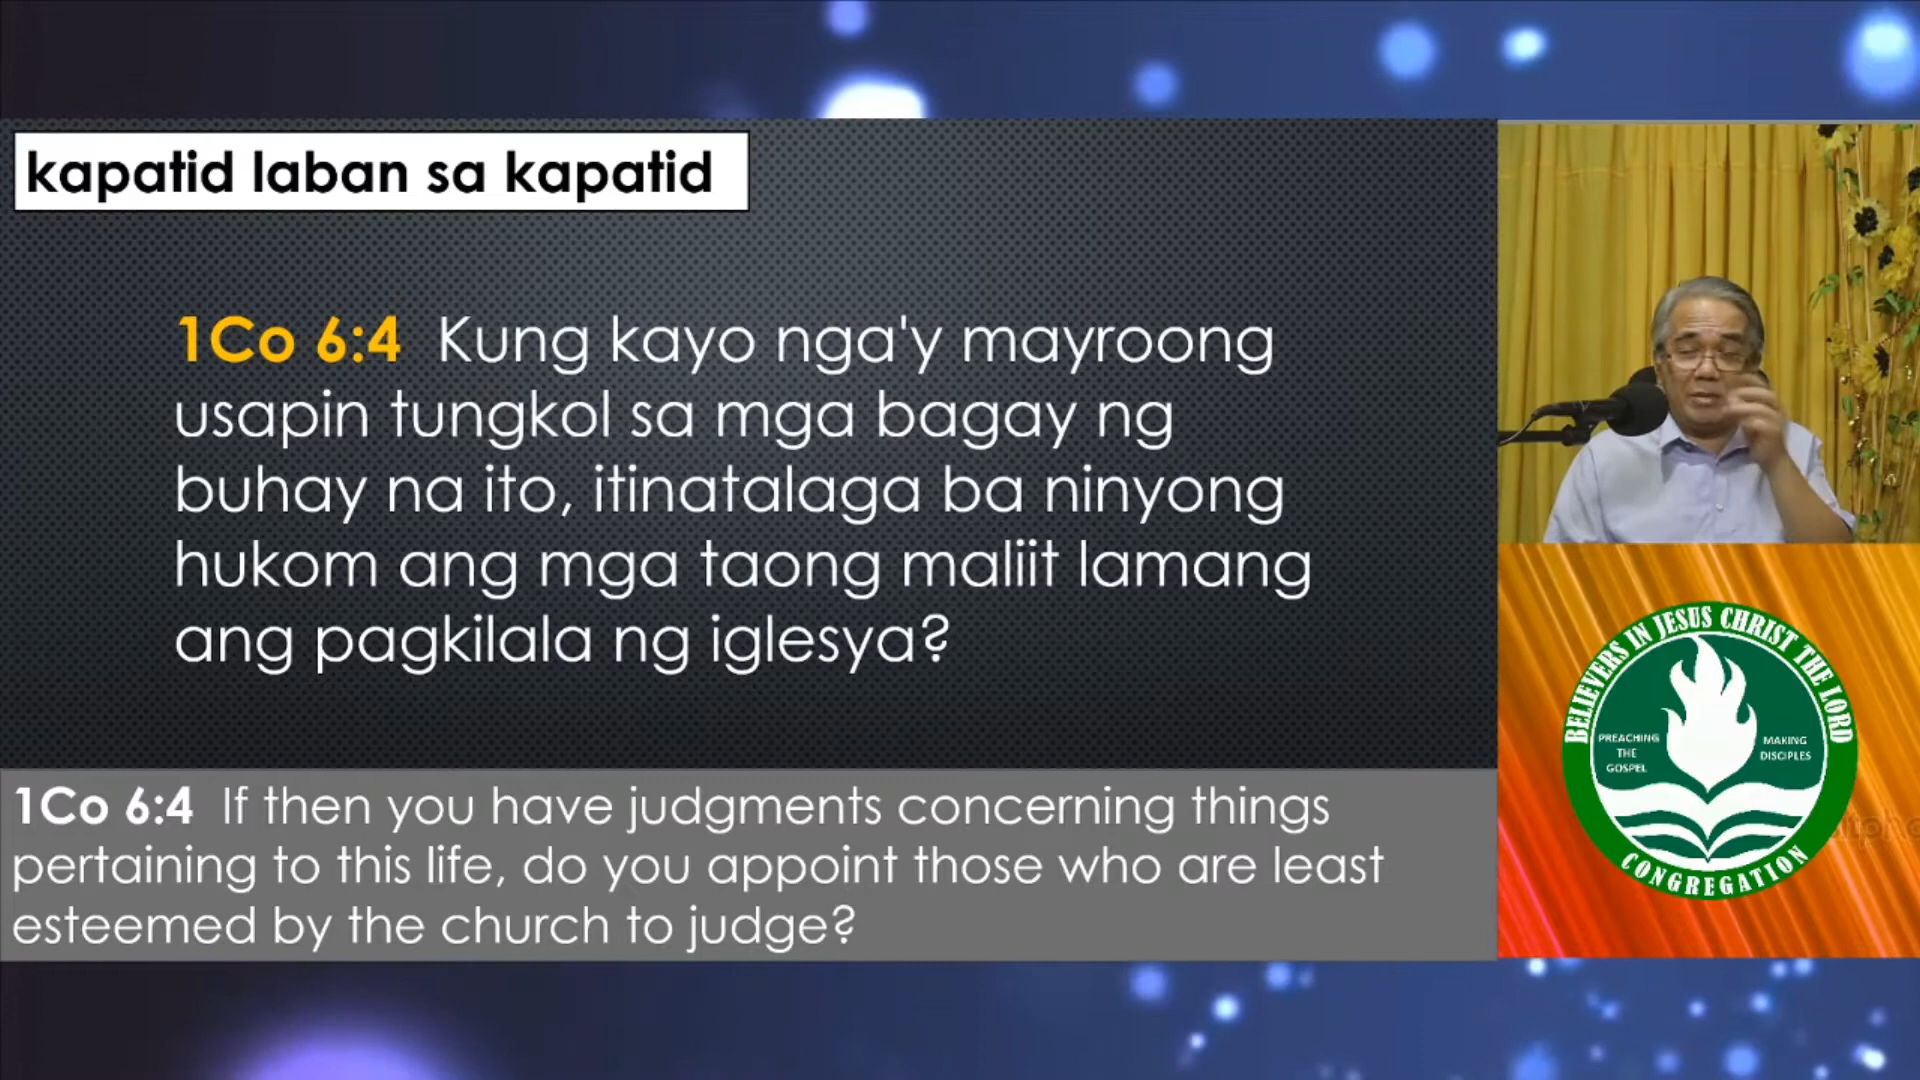 kapatid laban sa kapatid
1Co 6:4 Kung kayo nga'y mayroong
usapin tungkol sa mga bagay ng
buhay na ito, itinatalaga ba ninyong
hukom ang mga taong maliit lamang
ang pagkilala ng iglesya?
1Co 6:4 If then you have judgments concerning things
pertaining to this life, do you appoint those who are least
esteemed by the church to judge?
BELIEVERS IN JESUS CHRIST THE LORD
PREACHING
THE
GOSPEL
MAKING
DISCIPLES
CONGREGATION